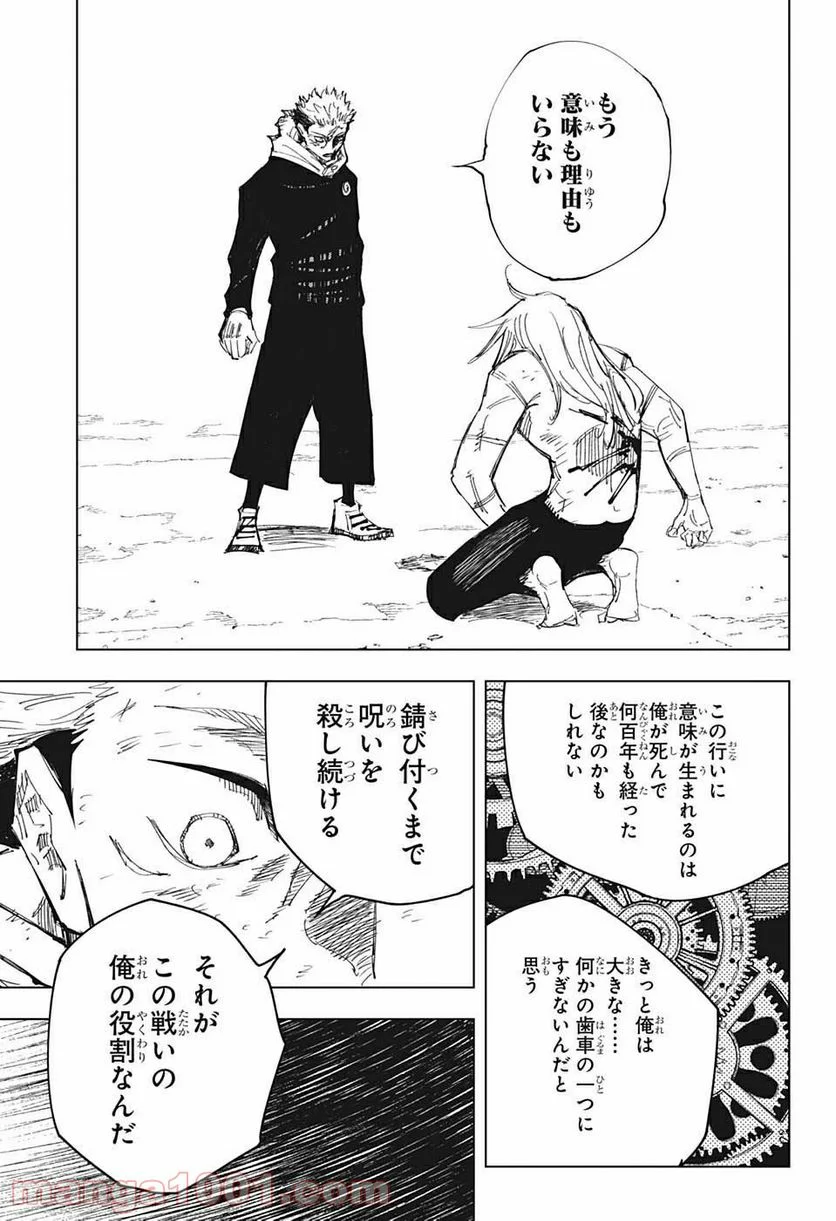 もう
意味も理由も
いらない
この行いに
意味が生まれるのは
俺が死んで
何百年も経った
後なのかも
しれない
きっと俺は
大きな……
何かの歯車の一つに
すぎないんだと
思う
錆び付くまで
呪いを
殺し続ける
それが
この戦いの
俺の役割なんだ
manga1001.com